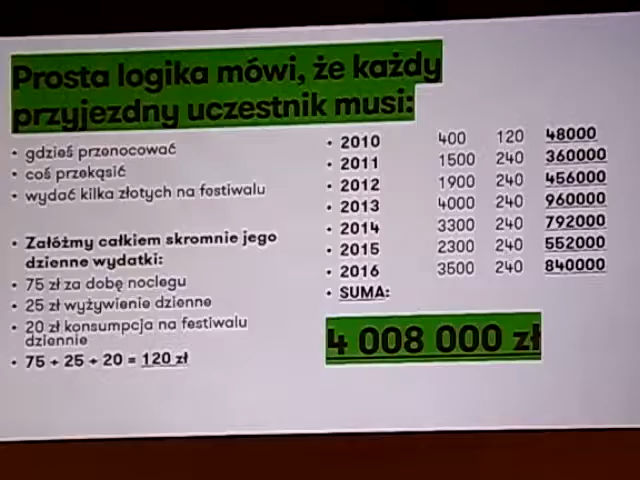 Prosta logika mówi, że każdy
przyjezdny uczestnik musi:
• gdzieś przenocować
• coś przekąsić
• wydać kilka złotych na festiwalu
• Załóżmy całkiem skromnie jego
dzienne wydatki:
• 75 zł za dobę noclegu
• 25 zł wyżywienie dzienne
• 20 zł konsumpcja na festiwalu
dziennie
• 75 + 25 + 20 = 120 zł
• 2010 400 120 48000
• 2011 1500 240 360000
• 2012 1900 240 456000
• 2013 4000 240 960000
• 2014 3300 240 792000
• 2015 2300 240 552000
• 2016 3500 240 840000
• SUMA:
4 008 000 zł